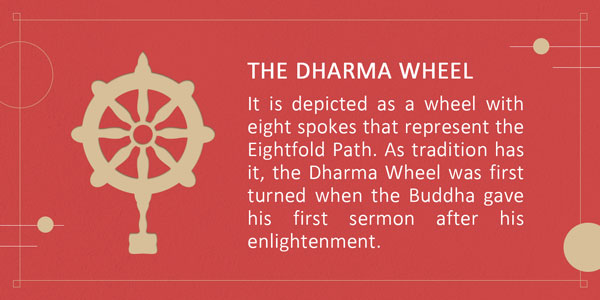 THE DHARMA WHEEL
It is depicted as a wheel with
eight spokes that represent the
Eightfold Path. As tradition has
it, the Dharma Wheel was first
turned when the Buddha gave
his first sermon after his
enlightenment.